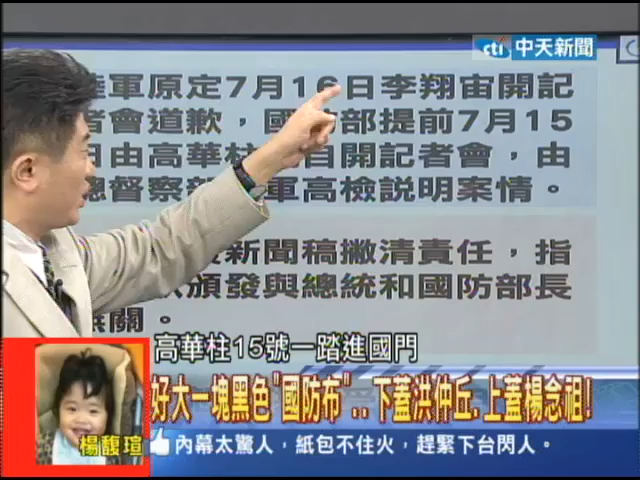 cti 中天新聞
陸軍原定7月16日李翔宙開記
者會道歉，國防部提前7月15
日由高華柱自開記者會，由
總督察軍高檢說明案情。
新聞稿撇清責任，指
頒發與總統和國防部長
無關。
高華柱15號一踏進國門
好大一塊黑色"國防布"..下蓋洪仲丘.上蓋楊念祖!
楊馥瑄
內幕太驚人，紙包不住火，趕緊下台閃人。